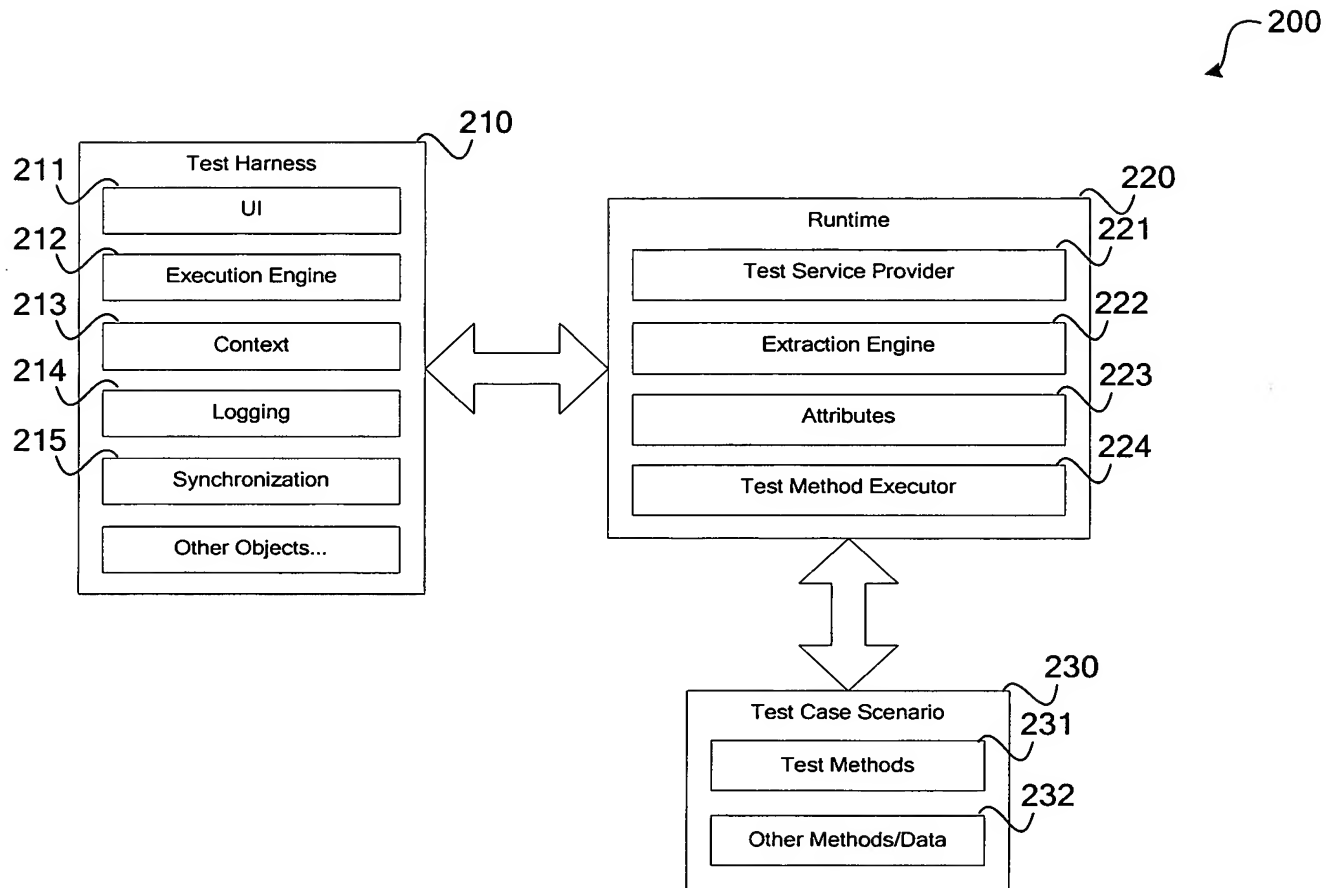 200
210
Test Harness
211
UI
212
Execution Engine
213
Context
214
Logging
215
Synchronization
Other Objects...
220
Runtime
221
Test Service Provider
222
Extraction Engine
223
Attributes
224
Test Method Executor
230
Test Case Scenario
231
Test Methods
232
Other Methods/Data